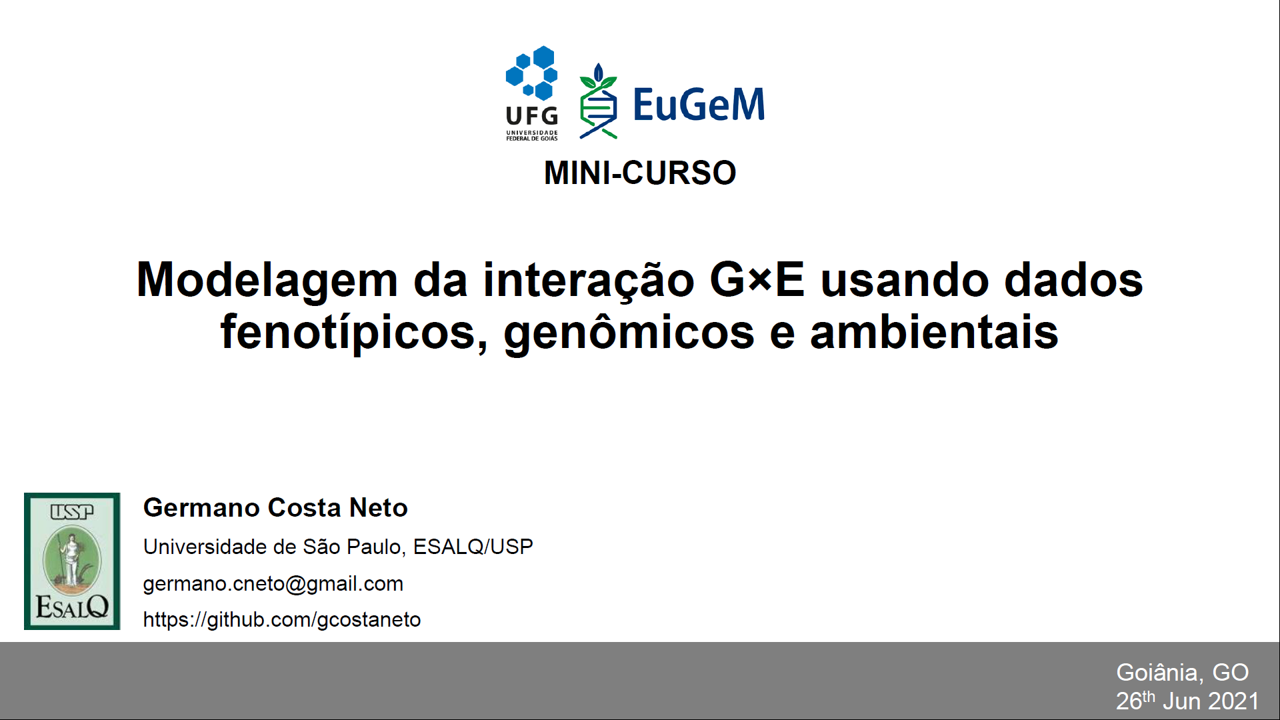 UFG
UNIVERSIDADE
FEDERAL DE GOIÁS
EuGeM
MINI-CURSO
Modelagem da interação G×E usando dados
fenotípicos, genômicos e ambientais
USP
ESALQ
Germano Costa Neto
Universidade de São Paulo, ESALQ/USP
germano.cneto@gmail.com
https://github.com/gcostaneto
Goiânia, GO
26th Jun 2021